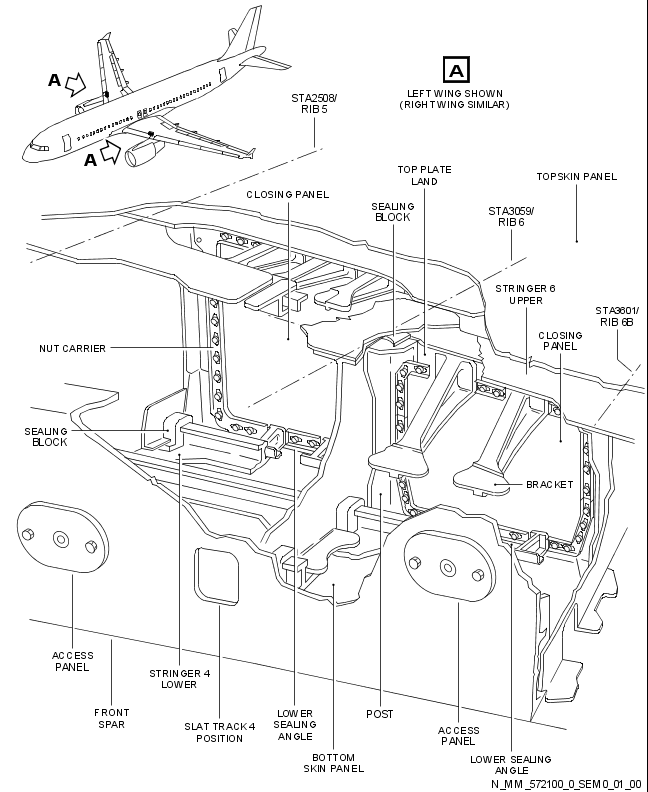 A
A
A
LEFT WING SHOWN
(RIGHT WING SIMILAR)
STA2508/
RIB 5
TOP PLATE
LAND
TOPSKIN PANEL
CLOSING PANEL
SEALING
BLOCK
STA3059/
RIB 6
STRINGER 6
UPPER
STA3601/
RIB 6B
CLOSING
PANEL
NUT CARRIER
SEALING
BLOCK
BRACKET
ACCESS
PANEL
STRINGER 4
LOWER
FRONT
SPAR
SLAT TRACK 4
POSITION
LOWER
SEALING
ANGLE
POST
BOTTOM
SKIN PANEL
ACCESS
PANEL
LOWER SEALING
ANGLE
N_MM_572100_0_SEM0_01_00